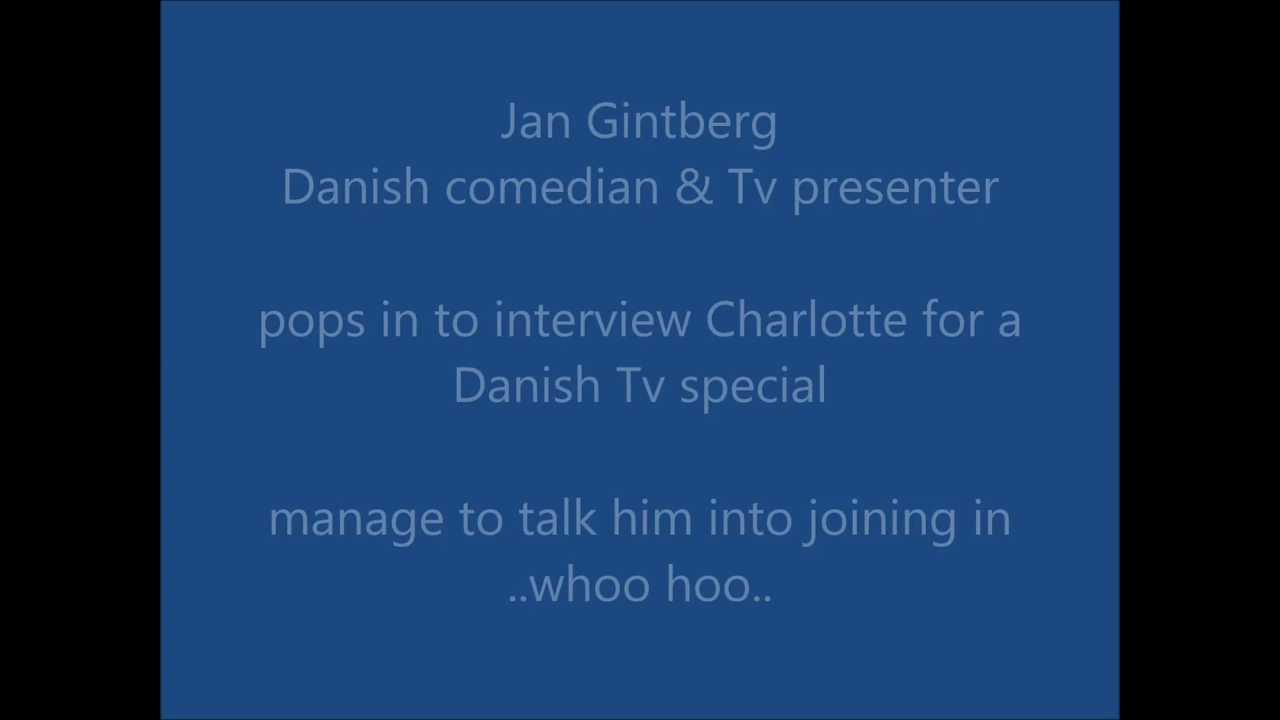 Jan Gintberg
Danish comedian & Tv presenter
pops in to interview Charlotte for a
Danish Tv special
manage to talk him into joining in
..whoo hoo..